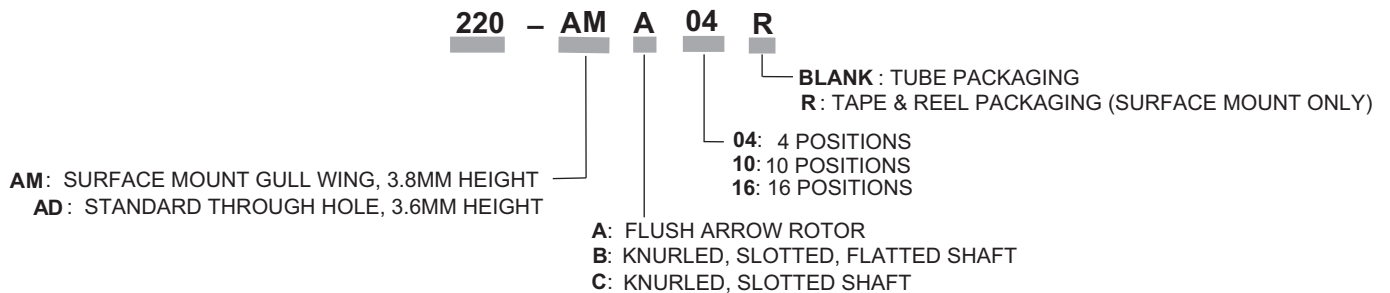 220 – AM A 04 R
BLANK : TUBE PACKAGING
R : TAPE & REEL PACKAGING (SURFACE MOUNT ONLY)
04: 4 POSITIONS
10: 10 POSITIONS
16: 16 POSITIONS
AM: SURFACE MOUNT GULL WING, 3.8MM HEIGHT
AD : STANDARD THROUGH HOLE, 3.6MM HEIGHT
A: FLUSH ARROW ROTOR
B: KNURLED, SLOTTED, FLATTED SHAFT
C: KNURLED, SLOTTED SHAFT